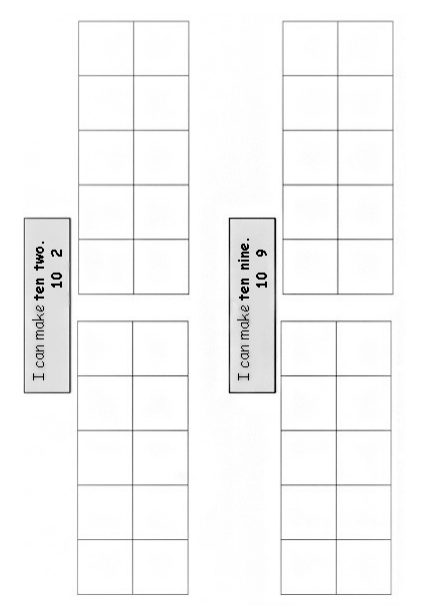 I can make ten two.
10 2
I can make ten nine.
10 9